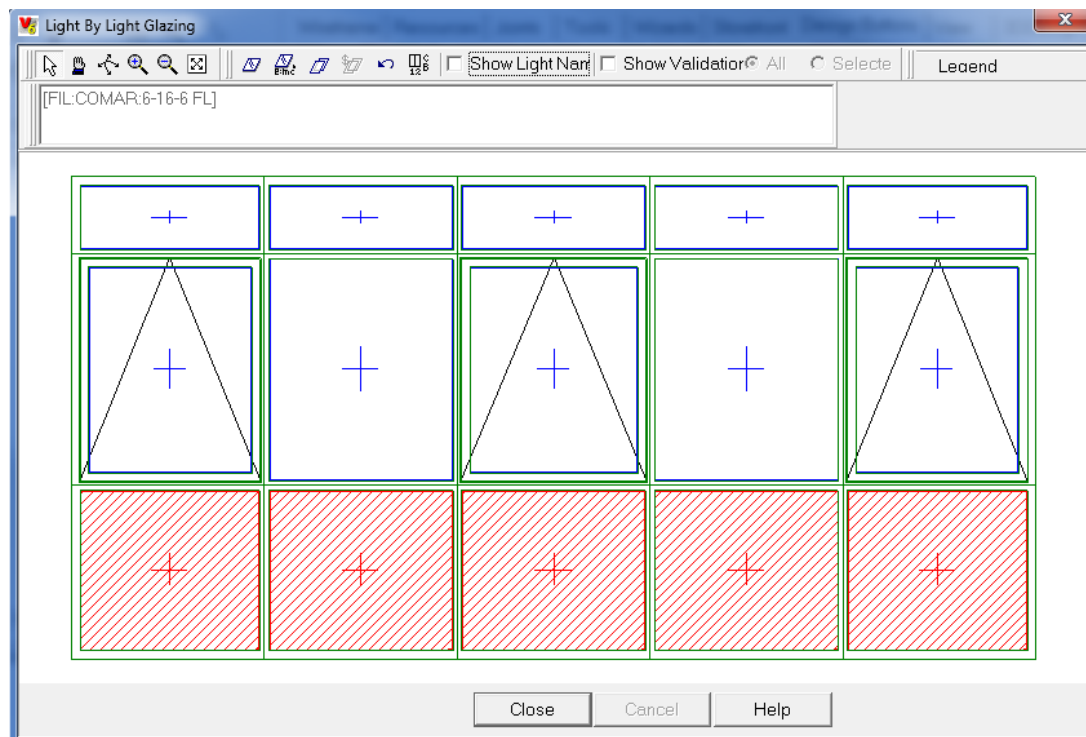 Light By Light Glazing
Show Light Nam Show Validation All Selecte Legend
[FIL:COMAR:6-16-6 FL]
Close Cancel Help